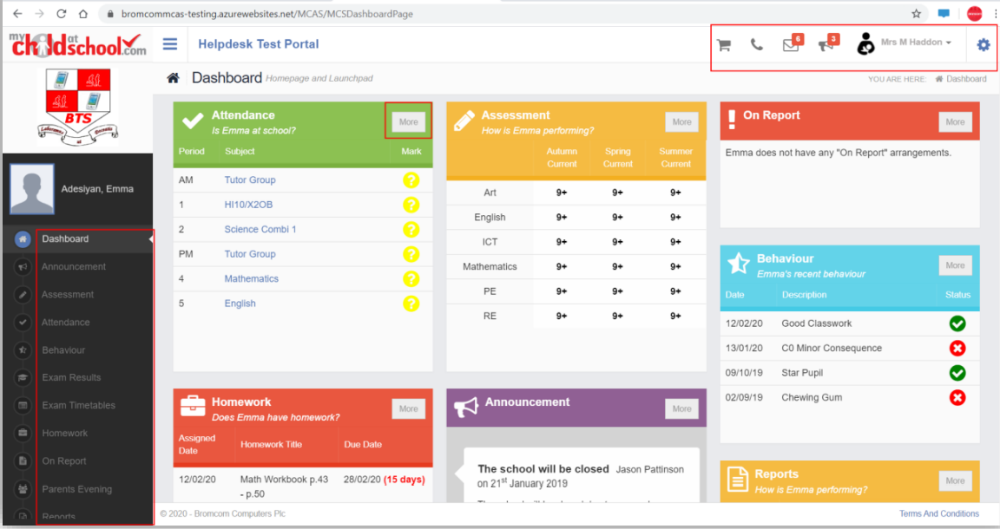 bromcommcas-testing.azurewebsites.net/MCAS/MCSDashboardPage
my child at school.com
Helpdesk Test Portal
6
3
Mrs M Haddon
Dashboard Homepage and Launchpad
YOU ARE HERE: Dashboard
BTS
Adesiyan, Emma
Dashboard
Announcement
Assessment
Attendance
Behaviour
Exam Results
Exam Timetables
Homework
On Report
Parents Evening
Reports
Attendance
Is Emma at school?
More
Period Subject Mark
AM Tutor Group ?
1 HI10/X2OB ?
2 Science Combi 1 ?
PM Tutor Group ?
4 Mathematics ?
5 English ?
Assessment
How is Emma performing?
More
Autumn Current Spring Current Summer Current
Art 9+ 9+ 9+
English 9+ 9+ 9+
ICT 9+ 9+ 9+
Mathematics 9+ 9+ 9+
PE 9+ 9+ 9+
RE 9+ 9+ 9+
On Report
More
Emma does not have any "On Report" arrangements.
Behaviour
Emma's recent behaviour
More
Date Description Status
12/02/20 Good Classwork
13/01/20 C0 Minor Consequence
09/10/19 Star Pupil
02/09/19 Chewing Gum
Homework
Does Emma have homework?
More
Assigned Date Homework Title Due Date
12/02/20 Math Workbook p.43 28/02/20 (15 days)
- p.50
Announcement
More
The school will be closed Jason Pattinson
on 21st January 2019
Reports
How is Emma performing?
More
© 2020 - Bromcom Computers Plc
Terms And Conditions